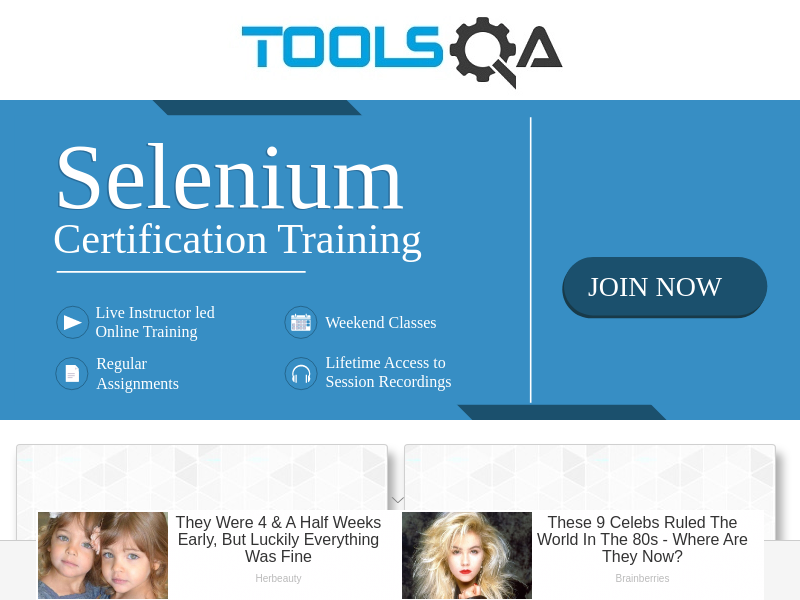 TOOLSQA
Selenium
Certification Training
JOIN NOW
Live Instructor led
Online Training
Weekend Classes
Regular
Assignments
Lifetime Access to
Session Recordings
They Were 4 & A Half Weeks
Early, But Luckily Everything
Was Fine
Herbeauty
These 9 Celebs Ruled The
World In The 80s - Where Are
They Now?
Brainberries